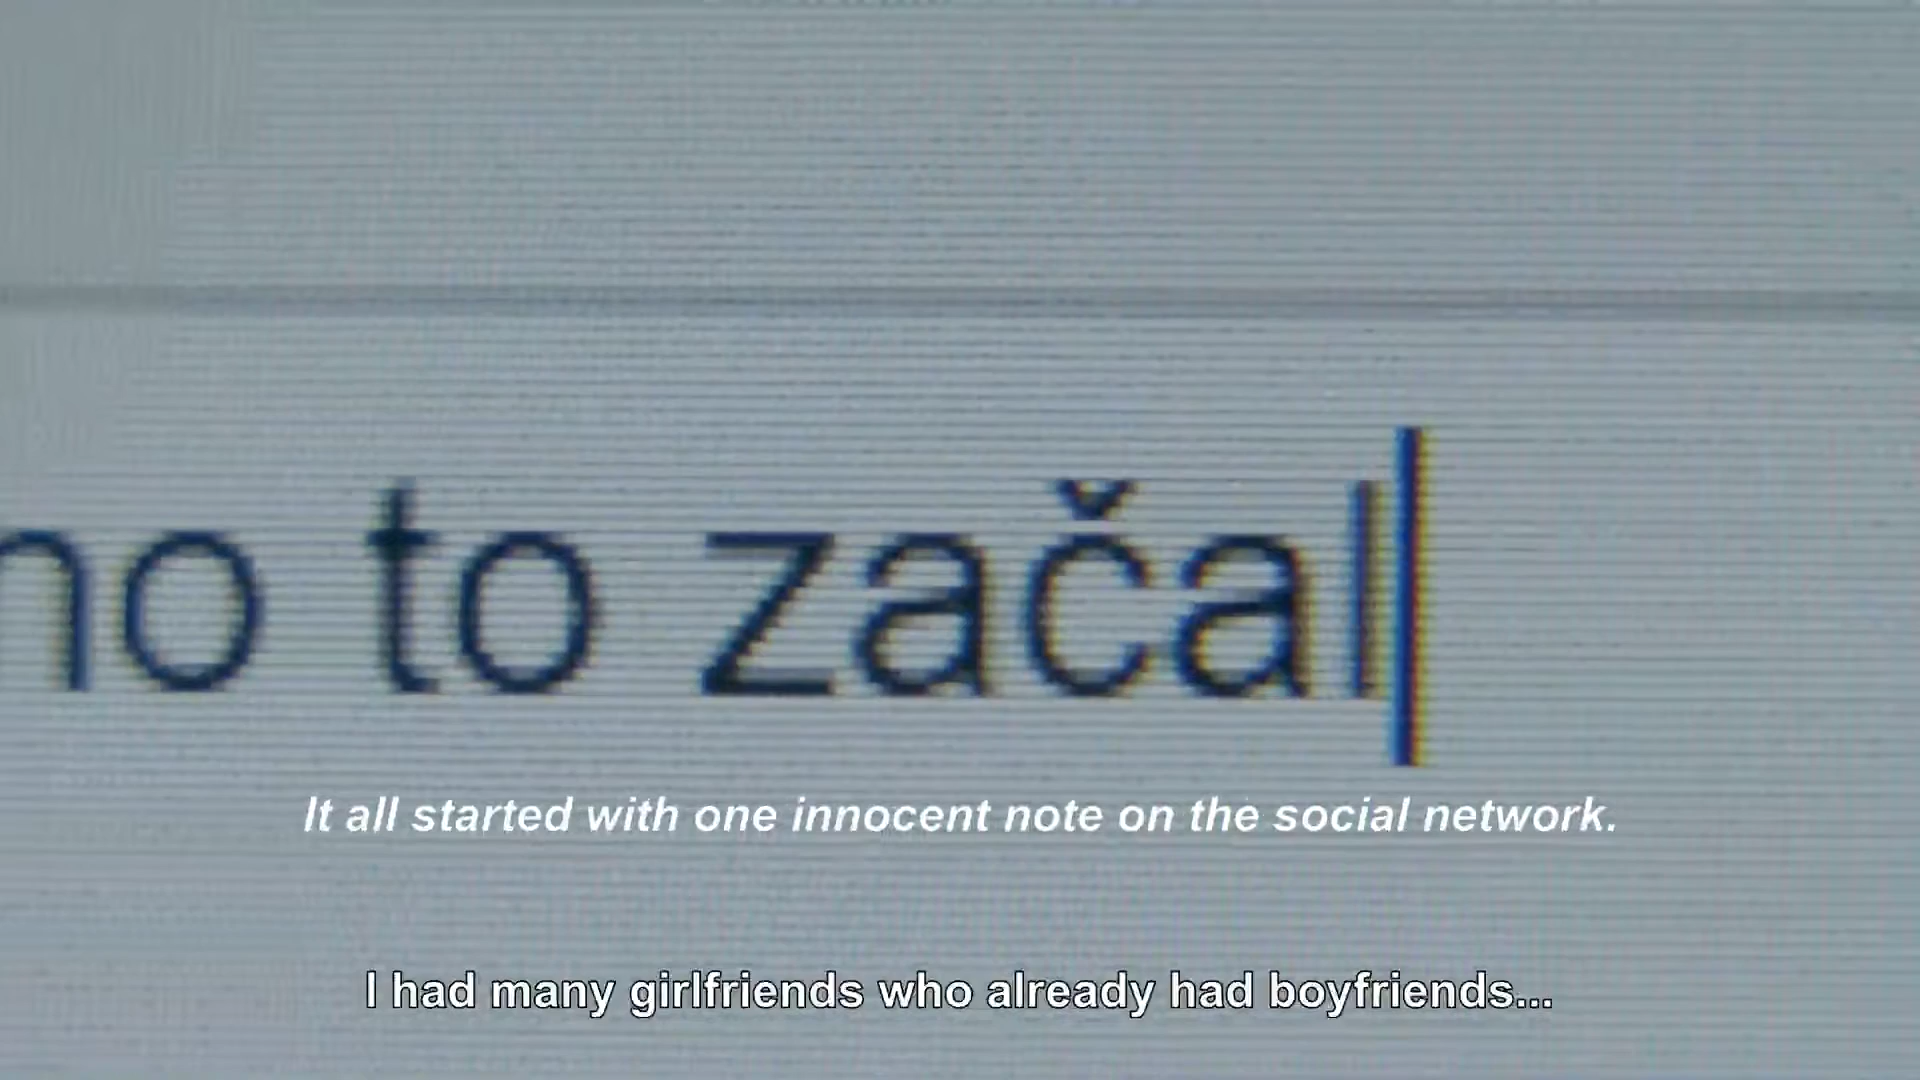 no to začal
It all started with one innocent note on the social network.
I had many girlfriends who already had boyfriends...